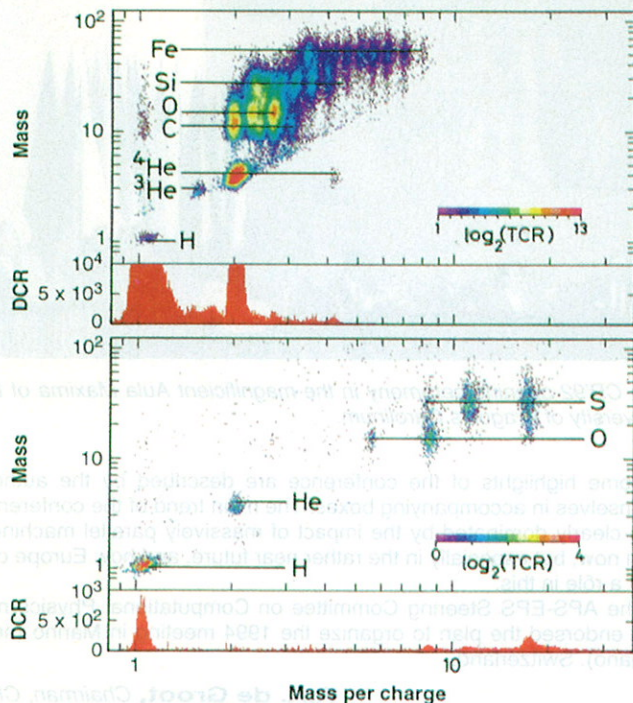 10²
Fe
Si
O
C
10
Mass
⁴He
³He
H
1
1 13
log₂(TCR)
10⁴
5 x 10³
0
DCR
10²
S
O
10
Mass
He
H
1
0 4
log₂(TCR)
10³
5 x 10²
0
DCR
1 10
Mass per charge